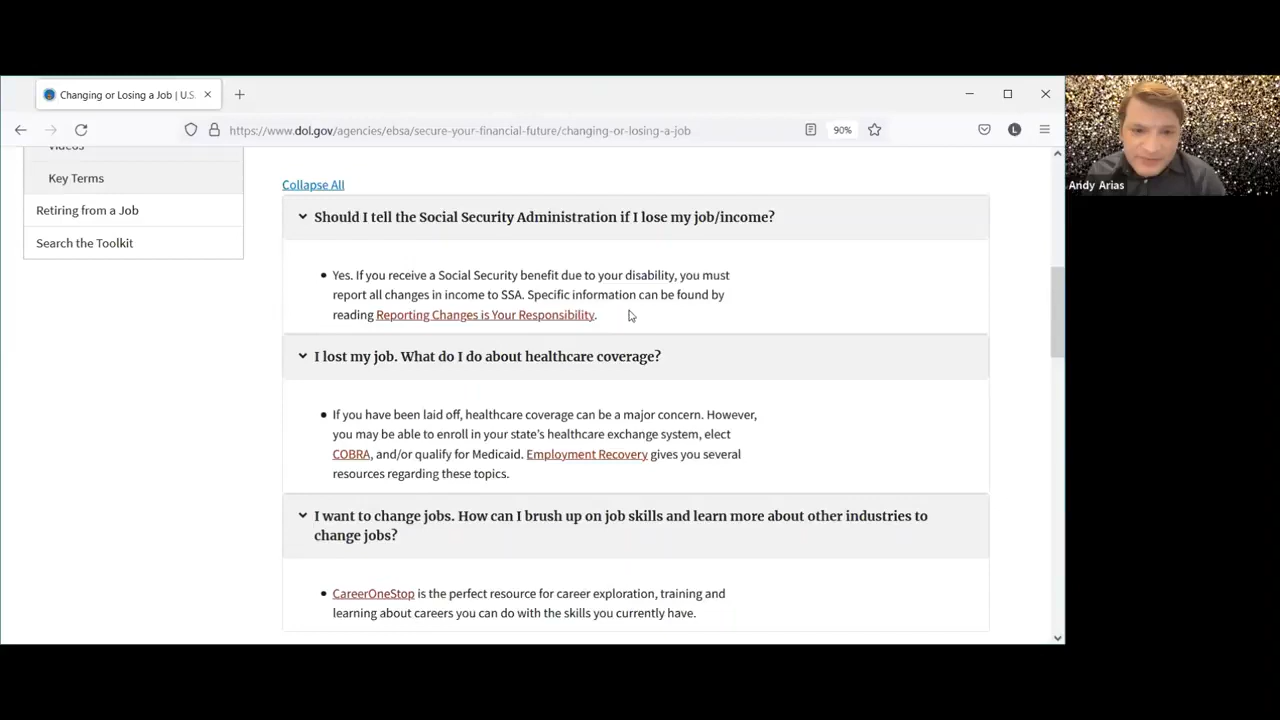 Changing or Losing a Job | U.S.
https://www.dol.gov/agencies/ebsa/secure-your-financial-future/changing-or-losing-a-job
90%
L
Andy Arias
Videos
Key Terms
Retiring from a Job
Search the Toolkit
Collapse All
Should I tell the Social Security Administration if I lose my job/income?
Yes. If you receive a Social Security benefit due to your disability, you must
report all changes in income to SSA. Specific information can be found by
reading Reporting Changes is Your Responsibility.
I lost my job. What do I do about healthcare coverage?
If you have been laid off, healthcare coverage can be a major concern. However,
you may be able to enroll in your state's healthcare exchange system, elect
COBRA, and/or qualify for Medicaid. Employment Recovery gives you several
resources regarding these topics.
I want to change jobs. How can I brush up on job skills and learn more about other industries to
change jobs?
CareerOneStop is the perfect resource for career exploration, training and
learning about careers you can do with the skills you currently have.